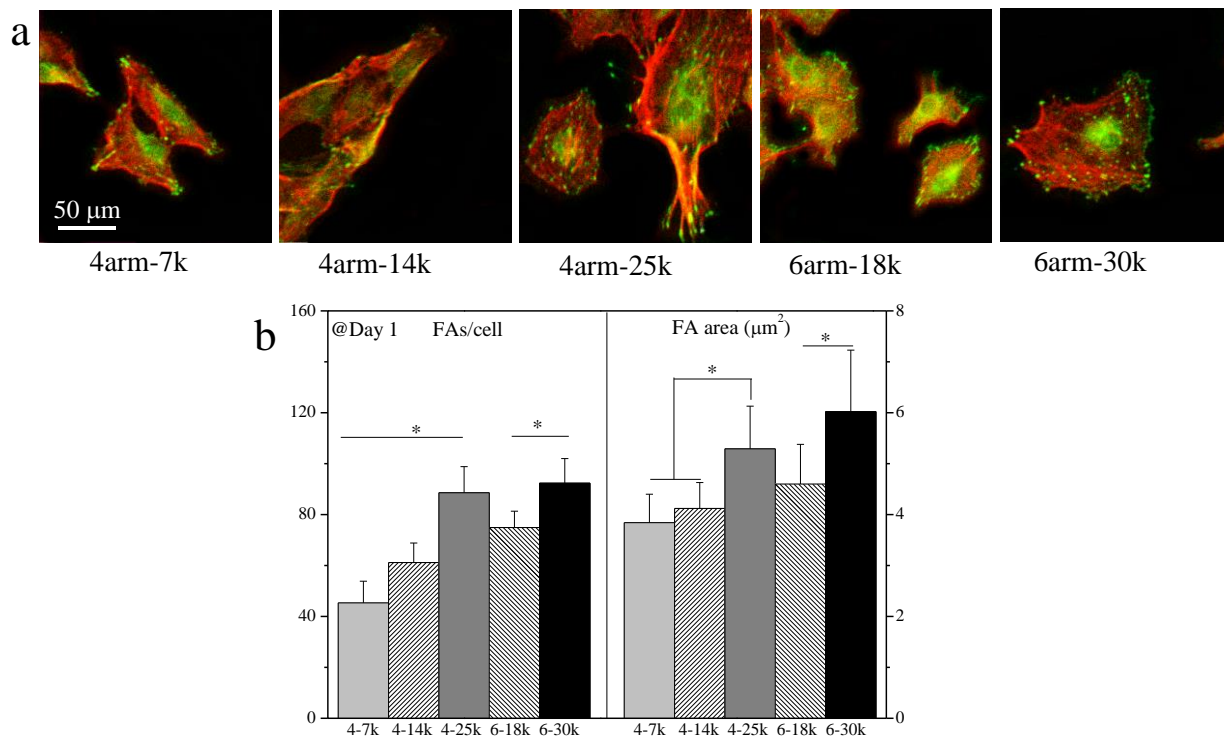 a
50 μm
4arm-7k 4arm-14k 4arm-25k 6arm-18k 6arm-30k
b
160 @Day 1 FAs/cell FA area (μm²) 8
* *
* *
120 6
80 4
40 2
0 0
4-7k 4-14k 4-25k 6-18k 6-30k 4-7k 4-14k 4-25k 6-18k 6-30k